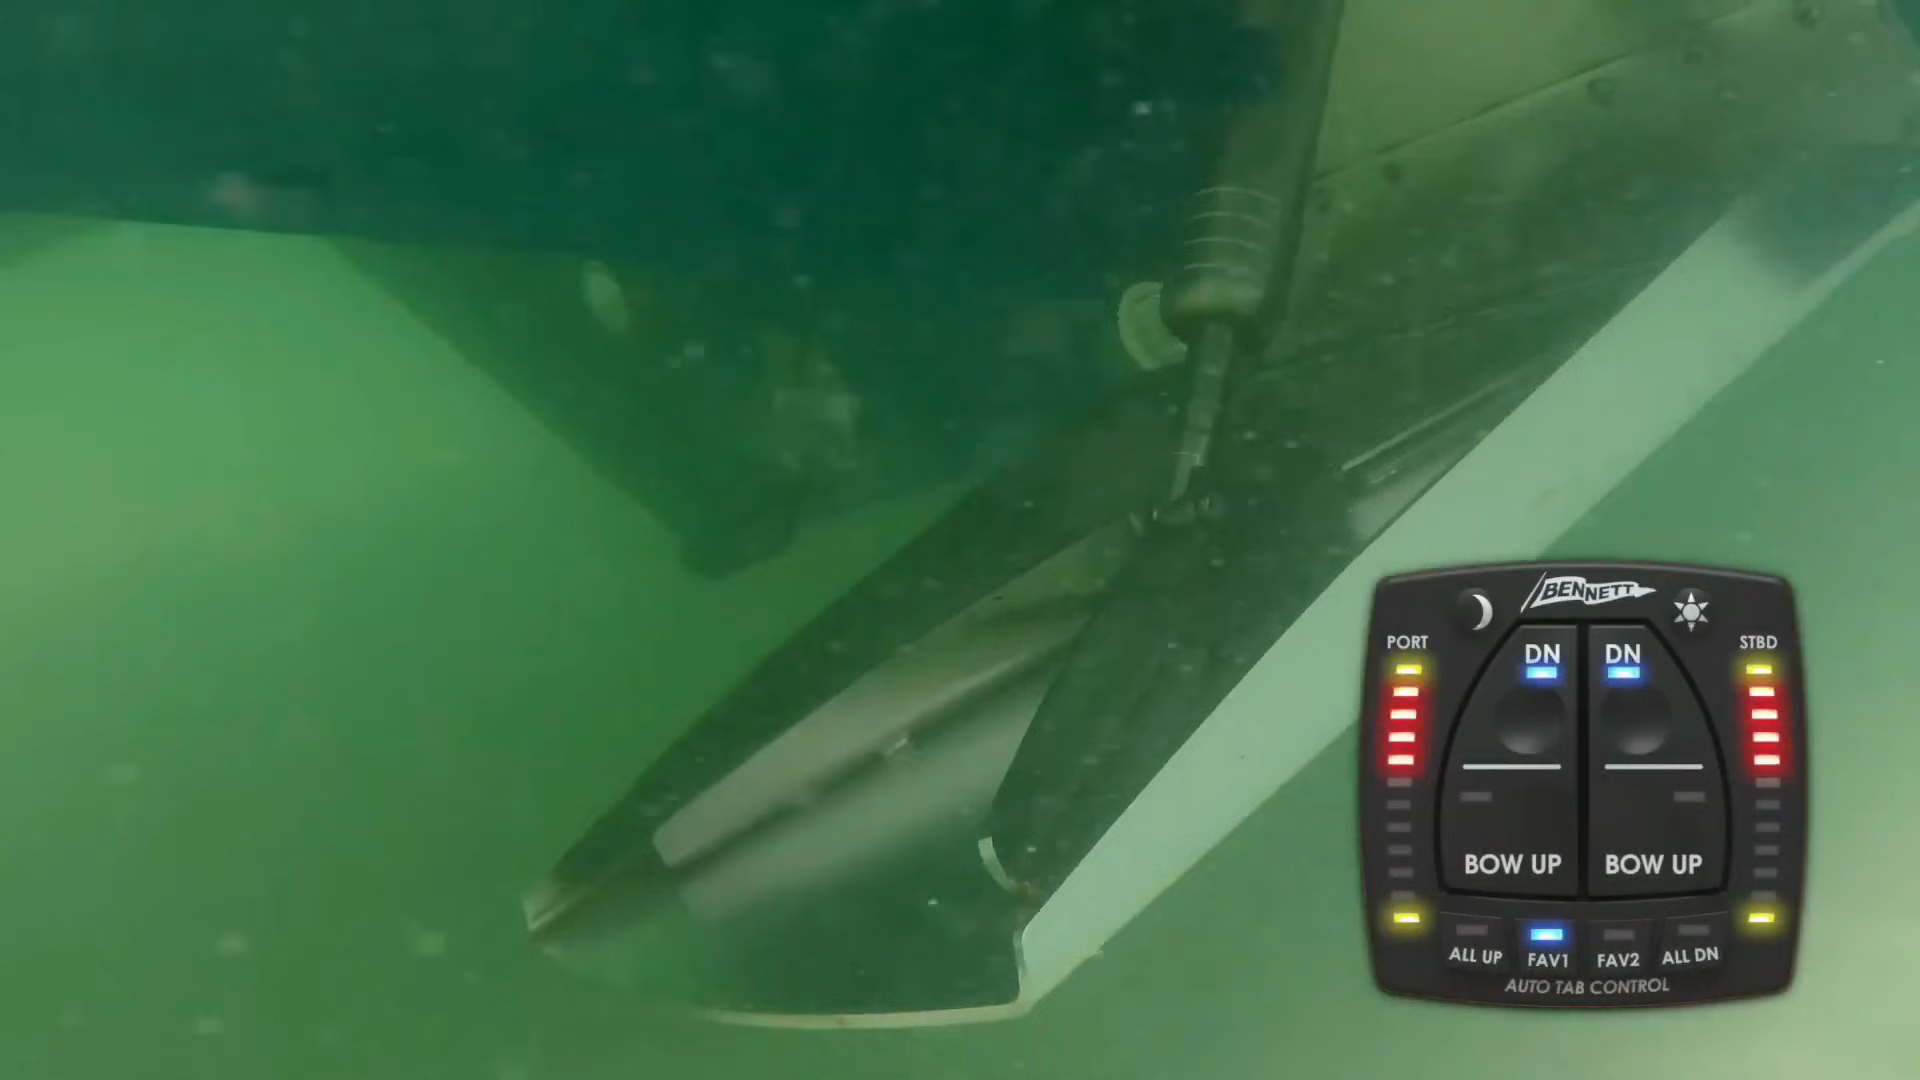 BENNETT
PORT
STBD
DN DN
BOW UP BOW UP
ALL UP FAV1 FAV2 ALL DN
AUTO TAB CONTROL